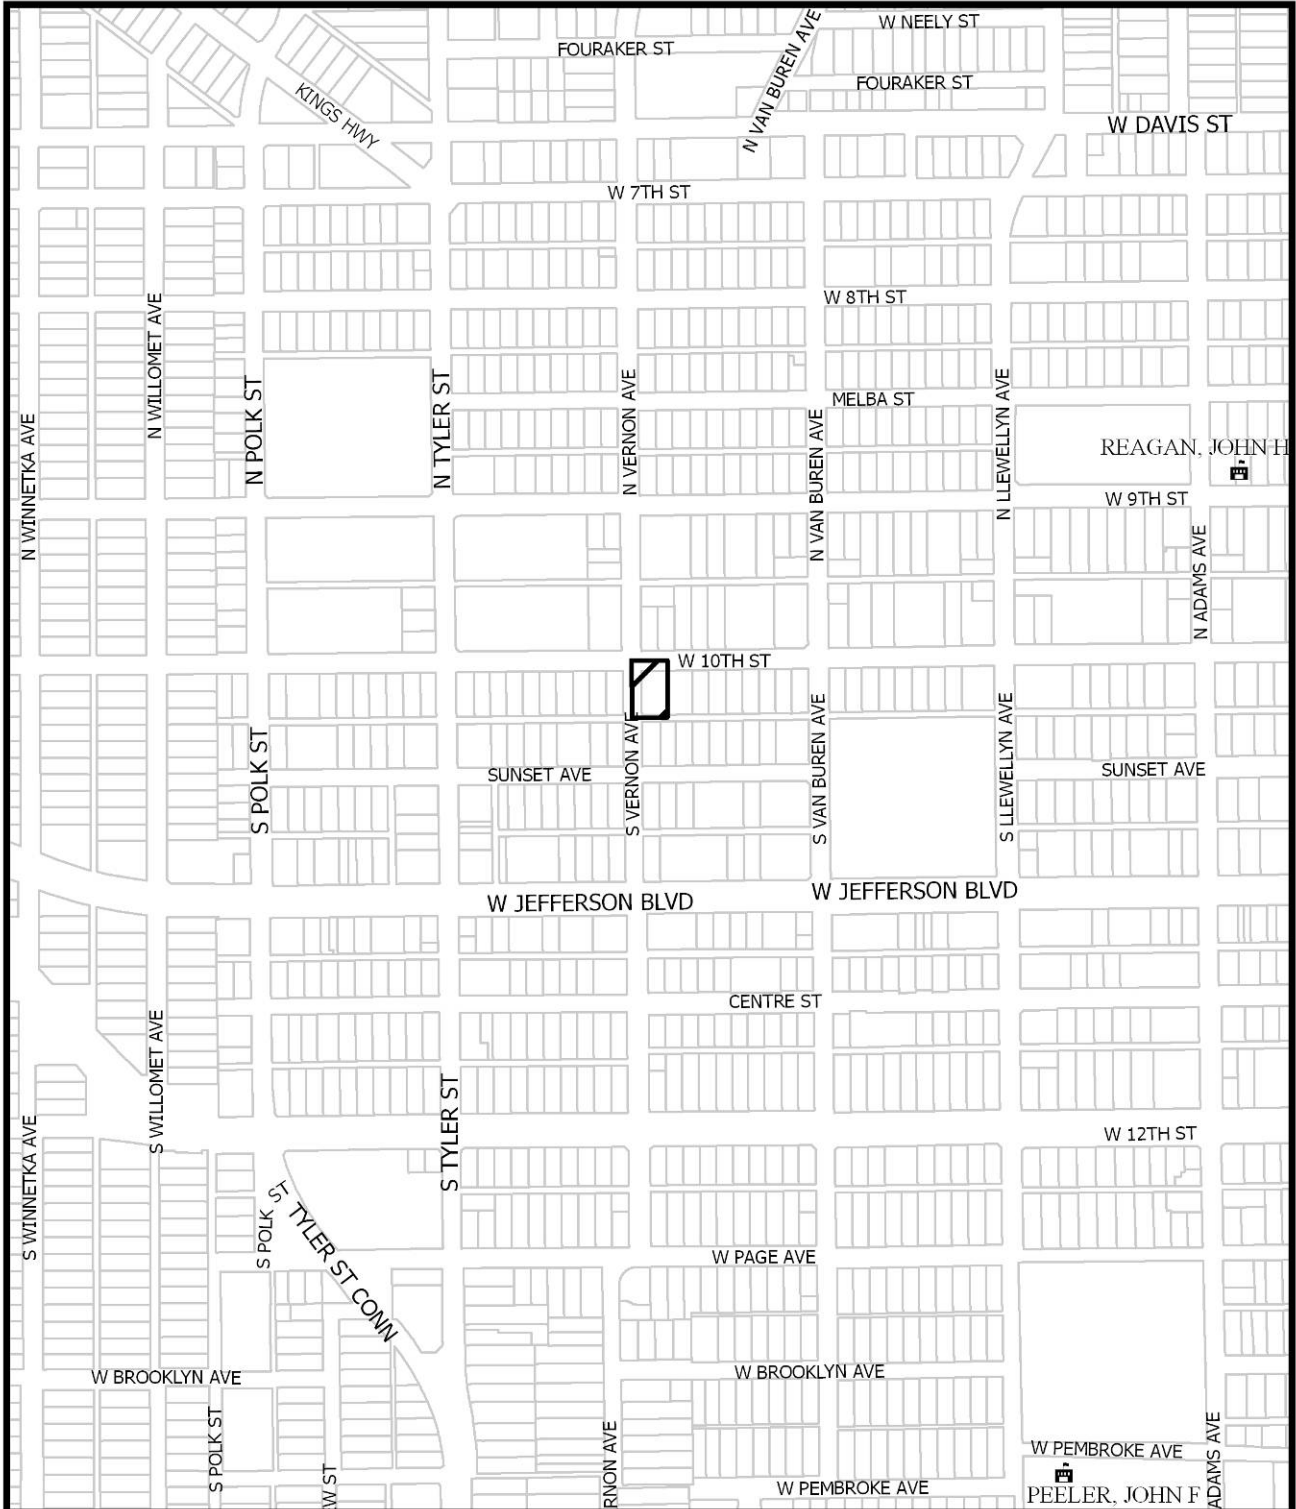 W NEELY ST
FOURAKER ST
N VAN BUREN AVE
FOURAKER ST
KINGS HWY
W DAVIS ST
W 7TH ST
W 8TH ST
N WILLOMET AVE
N POLK ST
N TYLER ST
N VERNON AVE
MELBA ST
N LLEWELLYN AVE
N WINNETKA AVE
N VAN BUREN AVE
REAGAN, JOHN H
W 9TH ST
N ADAMS AVE
W 10TH ST
S POLK ST
S VERNON AVE
S VAN BUREN AVE
S LLEWELLYN AVE
SUNSET AVE
SUNSET AVE
W JEFFERSON BLVD
W JEFFERSON BLVD
CENTRE ST
S WILLOMET AVE
S TYLER ST
S WINNETKA AVE
W 12TH ST
S POLK ST
TYLER ST CONN
W PAGE AVE
W BROOKLYN AVE
W BROOKLYN AVE
S POLK ST
W ST
RNON AVE
ADAMS AVE
W PEMBROKE AVE
W PEMBROKE AVE
PEELER, JOHN F